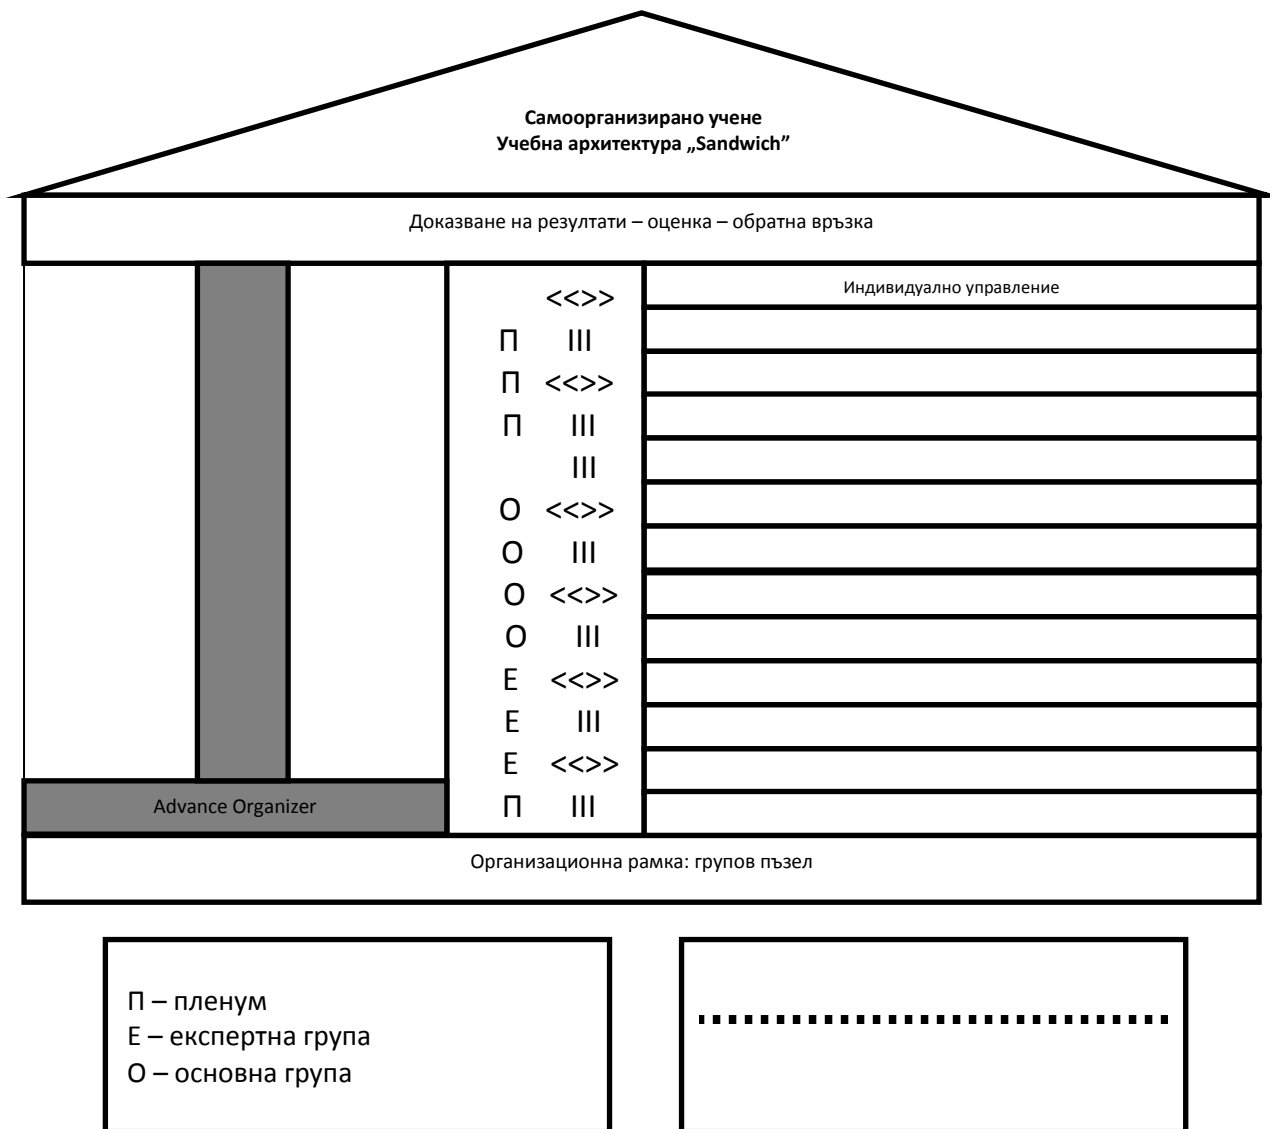 Самоорганизирано учене
Учебна архитектура „Sandwich”
Доказване на резултати – оценка – обратна връзка
Индивидуално управление
<<>>
П III
П <<>>
П III
III
О <<>>
О III
О <<>>
О III
Е <<>>
Е III
Е <<>>
П III
Advance Organizer
Организационна рамка: групов пъзел
П – пленум
Е – експертна група
О – основна група